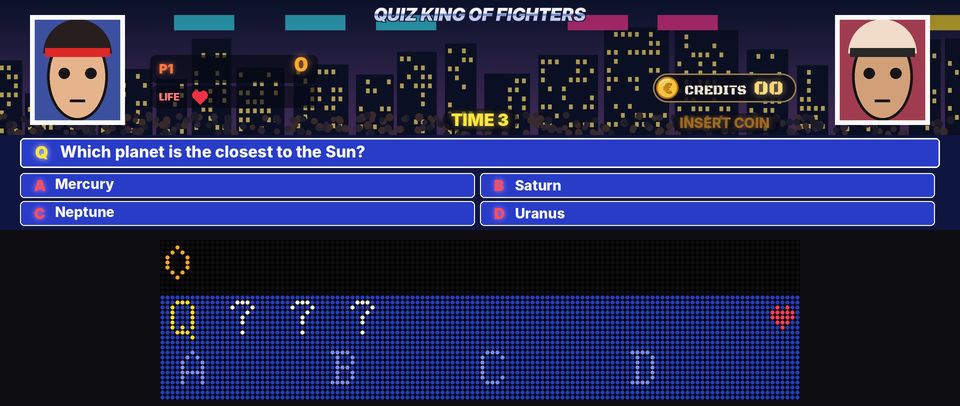 QUIZ KING OF FIGHTERS
P1 0
LIFE
CREDITS 00
TIME 3
INSERT COIN
Q Which planet is the closest to the Sun?
A Mercury
B Saturn
C Neptune
D Uranus
0
Q ? ? ?
A B C D